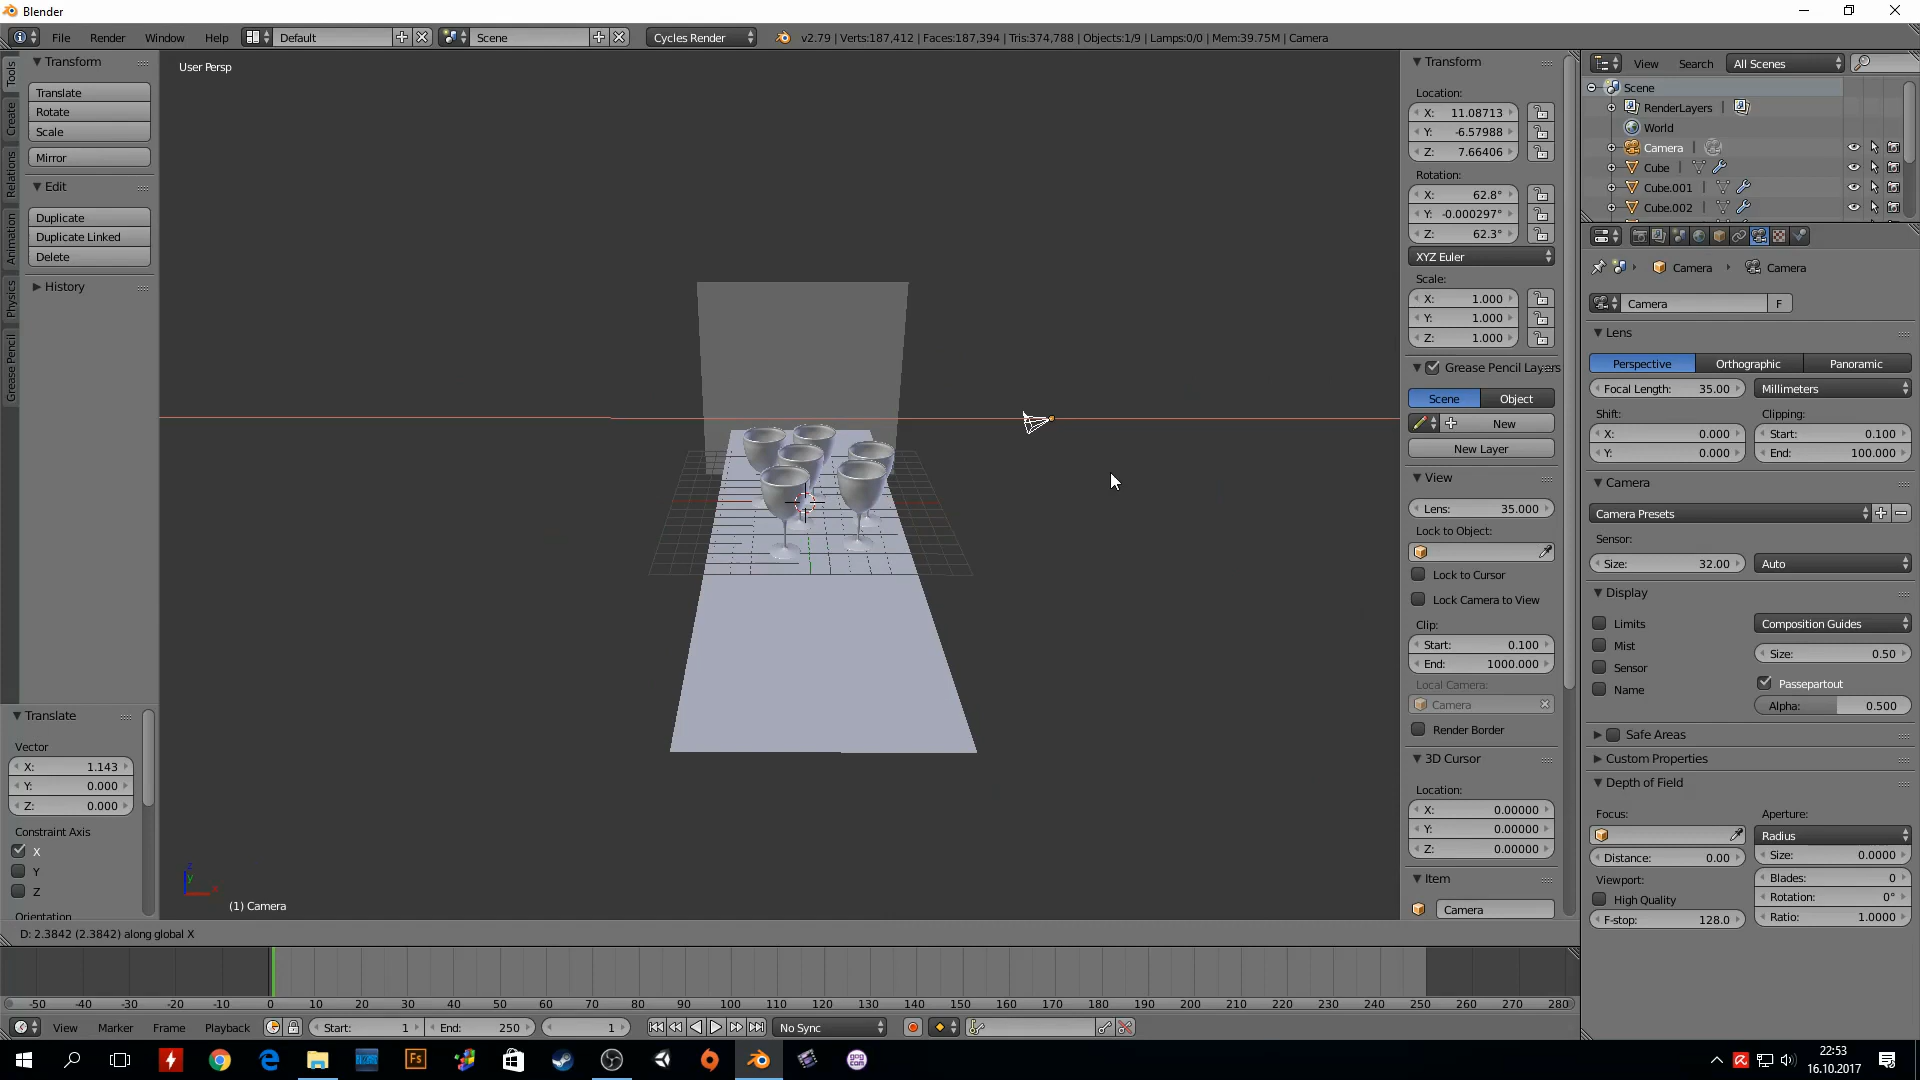 Blender
File Render Window Help Default Scene Cycles Render v2.79 | Verts:187,412 | Faces:187,394 | Tris:374,788 | Objects:1/9 | Lamps:0/0 | Mem:39.75M | Camera
Tools
Create
Relations
Animation
Physics
Grease Pencil
Transform
Translate
Rotate
Scale
Mirror
Edit
Duplicate
Duplicate Linked
Delete
History
Translate
Vector
X: 1.143
Y: 0.000
Z: 0.000
Constraint Axis
X
Y
Z
Orientation
User Persp
z
y
x
(1) Camera
D: 2.3842 (2.3842) along global X
Transform
Location:
X: 11.08713
Y: -6.57988
Z: 7.66406
Rotation:
X: 62.8°
Y: -0.000297°
Z: 62.3°
XYZ Euler
Scale:
X: 1.000
Y: 1.000
Z: 1.000
Grease Pencil Layers
Scene Object
New
New Layer
View
Lens: 35.000
Lock to Object:
Lock to Cursor
Lock Camera to View
Clip:
Start: 0.100
End: 1000.000
Local Camera:
Camera
Render Border
3D Cursor
Location:
X: 0.00000
Y: 0.00000
Z: 0.00000
Item
Camera
View Search All Scenes
Scene
RenderLayers
World
Camera
Cube
Cube.001
Cube.002
Camera Camera
Camera F
Lens
Perspective Orthographic Panoramic
Focal Length: 35.00 Millimeters
Shift: Clipping:
X: 0.000 Start: 0.100
Y: 0.000 End: 100.000
Camera
Camera Presets
Sensor:
Size: 32.00 Auto
Display
Limits Composition Guides
Mist Size: 0.50
Sensor
Name Passepartout
Alpha: 0.500
Safe Areas
Custom Properties
Depth of Field
Focus: Aperture:
Radius
Distance: 0.00 Size: 0.0000
Viewport: Blades: 0
High Quality Rotation: 0°
F-stop: 128.0 Ratio: 1.0000
-50 -40 -30 -20 -10 0 10 20 30 40 50 60 70 80 90 100 110 120 130 140 150 160 170 180 190 200 210 220 230 240 250 260 270 280
View Marker Frame Playback Start: 1 End: 250 1 No Sync
Fs
gog
com
22:53
16.10.2017